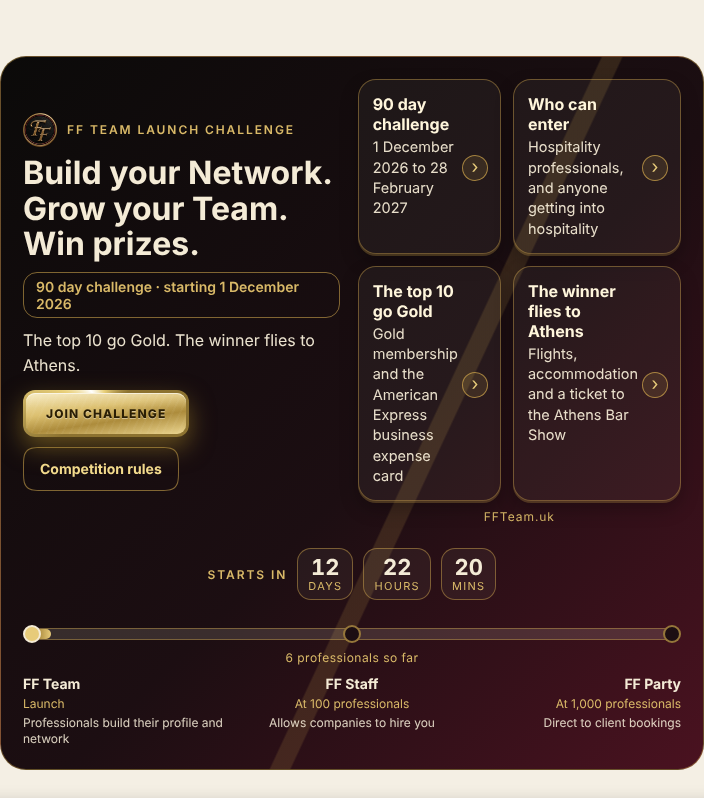 FF
FF TEAM LAUNCH CHALLENGE
Build your Network.
Grow your Team.
Win prizes.
90 day challenge · starting 1 December
2026
The top 10 go Gold. The winner flies to
Athens.
JOIN CHALLENGE
Competition rules
90 day
challenge
1 December
2026 to 28
February
2027
Who can
enter
Hospitality
professionals,
and anyone
getting into
hospitality
The top 10
go Gold
Gold
membership
and the
American
Express
business
expense
card
The winner
flies to
Athens
Flights,
accommodation
and a ticket to
the Athens Bar
Show
FFTeam.uk
STARTS IN
12
DAYS
22
HOURS
20
MINS
6 professionals so far
FF Team
Launch
Professionals build their profile and
network
FF Staff
At 100 professionals
Allows companies to hire you
FF Party
At 1,000 professionals
Direct to client bookings